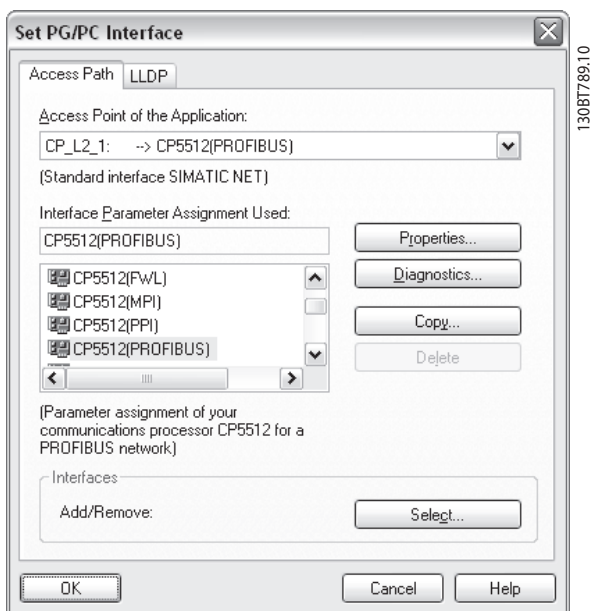 Set PG/PC Interface
Access Path
LLDP
Access Point of the Application:
CP_L2_1: --> CP5512(PROFIBUS)
(Standard interface SIMATIC NET)
Interface Parameter Assignment Used:
CP5512(PROFIBUS)
Properties...
CP5512(FWL)
Diagnostics...
CP5512(MPI)
CP5512(PPI)
Copy...
CP5512(PROFIBUS)
Delete
(Parameter assignment of your
communications processor CP5512 for a
PROFIBUS network)
Interfaces
Add/Remove:
Select...
OK
Cancel
Help
130BT789.10